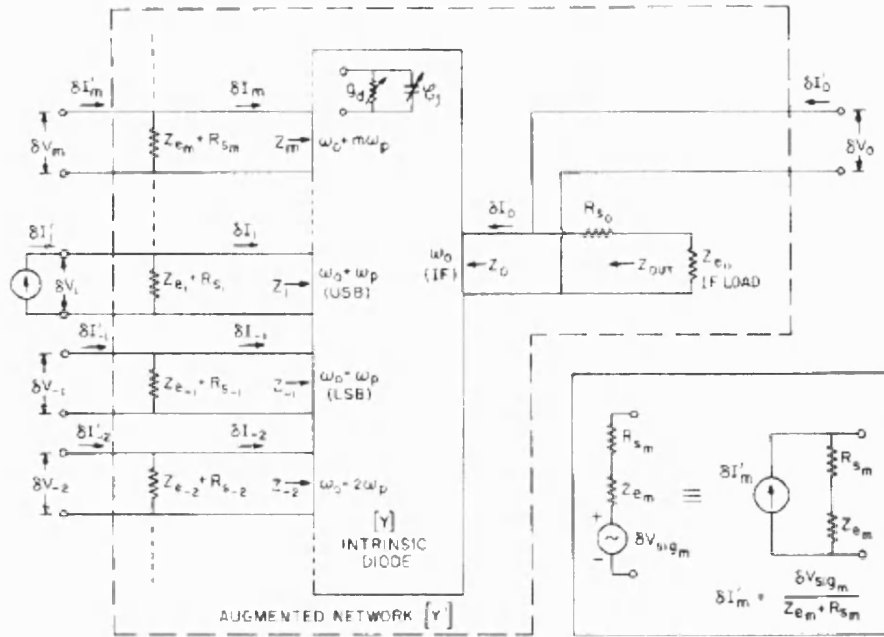 δI'm
δIm
gd
Cj
δI'0
δVm
Zem + Rsm
Zm
ω0 + mωp
δV0
δI'1
δI1
δI0
Rs0
δV1
Ze1 + Rs1
Z1
ω0 + ωp
(USB)
ω0
(IF)
Z0
ZOUT
Ze0
IF LOAD
δI'-1
δI-1
δV-1
Ze-1 + Rs-1
Z-1
ω0 - ωp
(LSB)
δI'-2
δI-2
δV-2
Ze-2 + Rs-2
Z-2
ω0 - 2ωp
[Y]
INTRINSIC
DIODE
AUGMENTED NETWORK [Y']
Rsm
Zem
+
δVsigm
-
≡
δI'm
Rsm
Zem
δI'm = δVsigm
Zem + Rsm